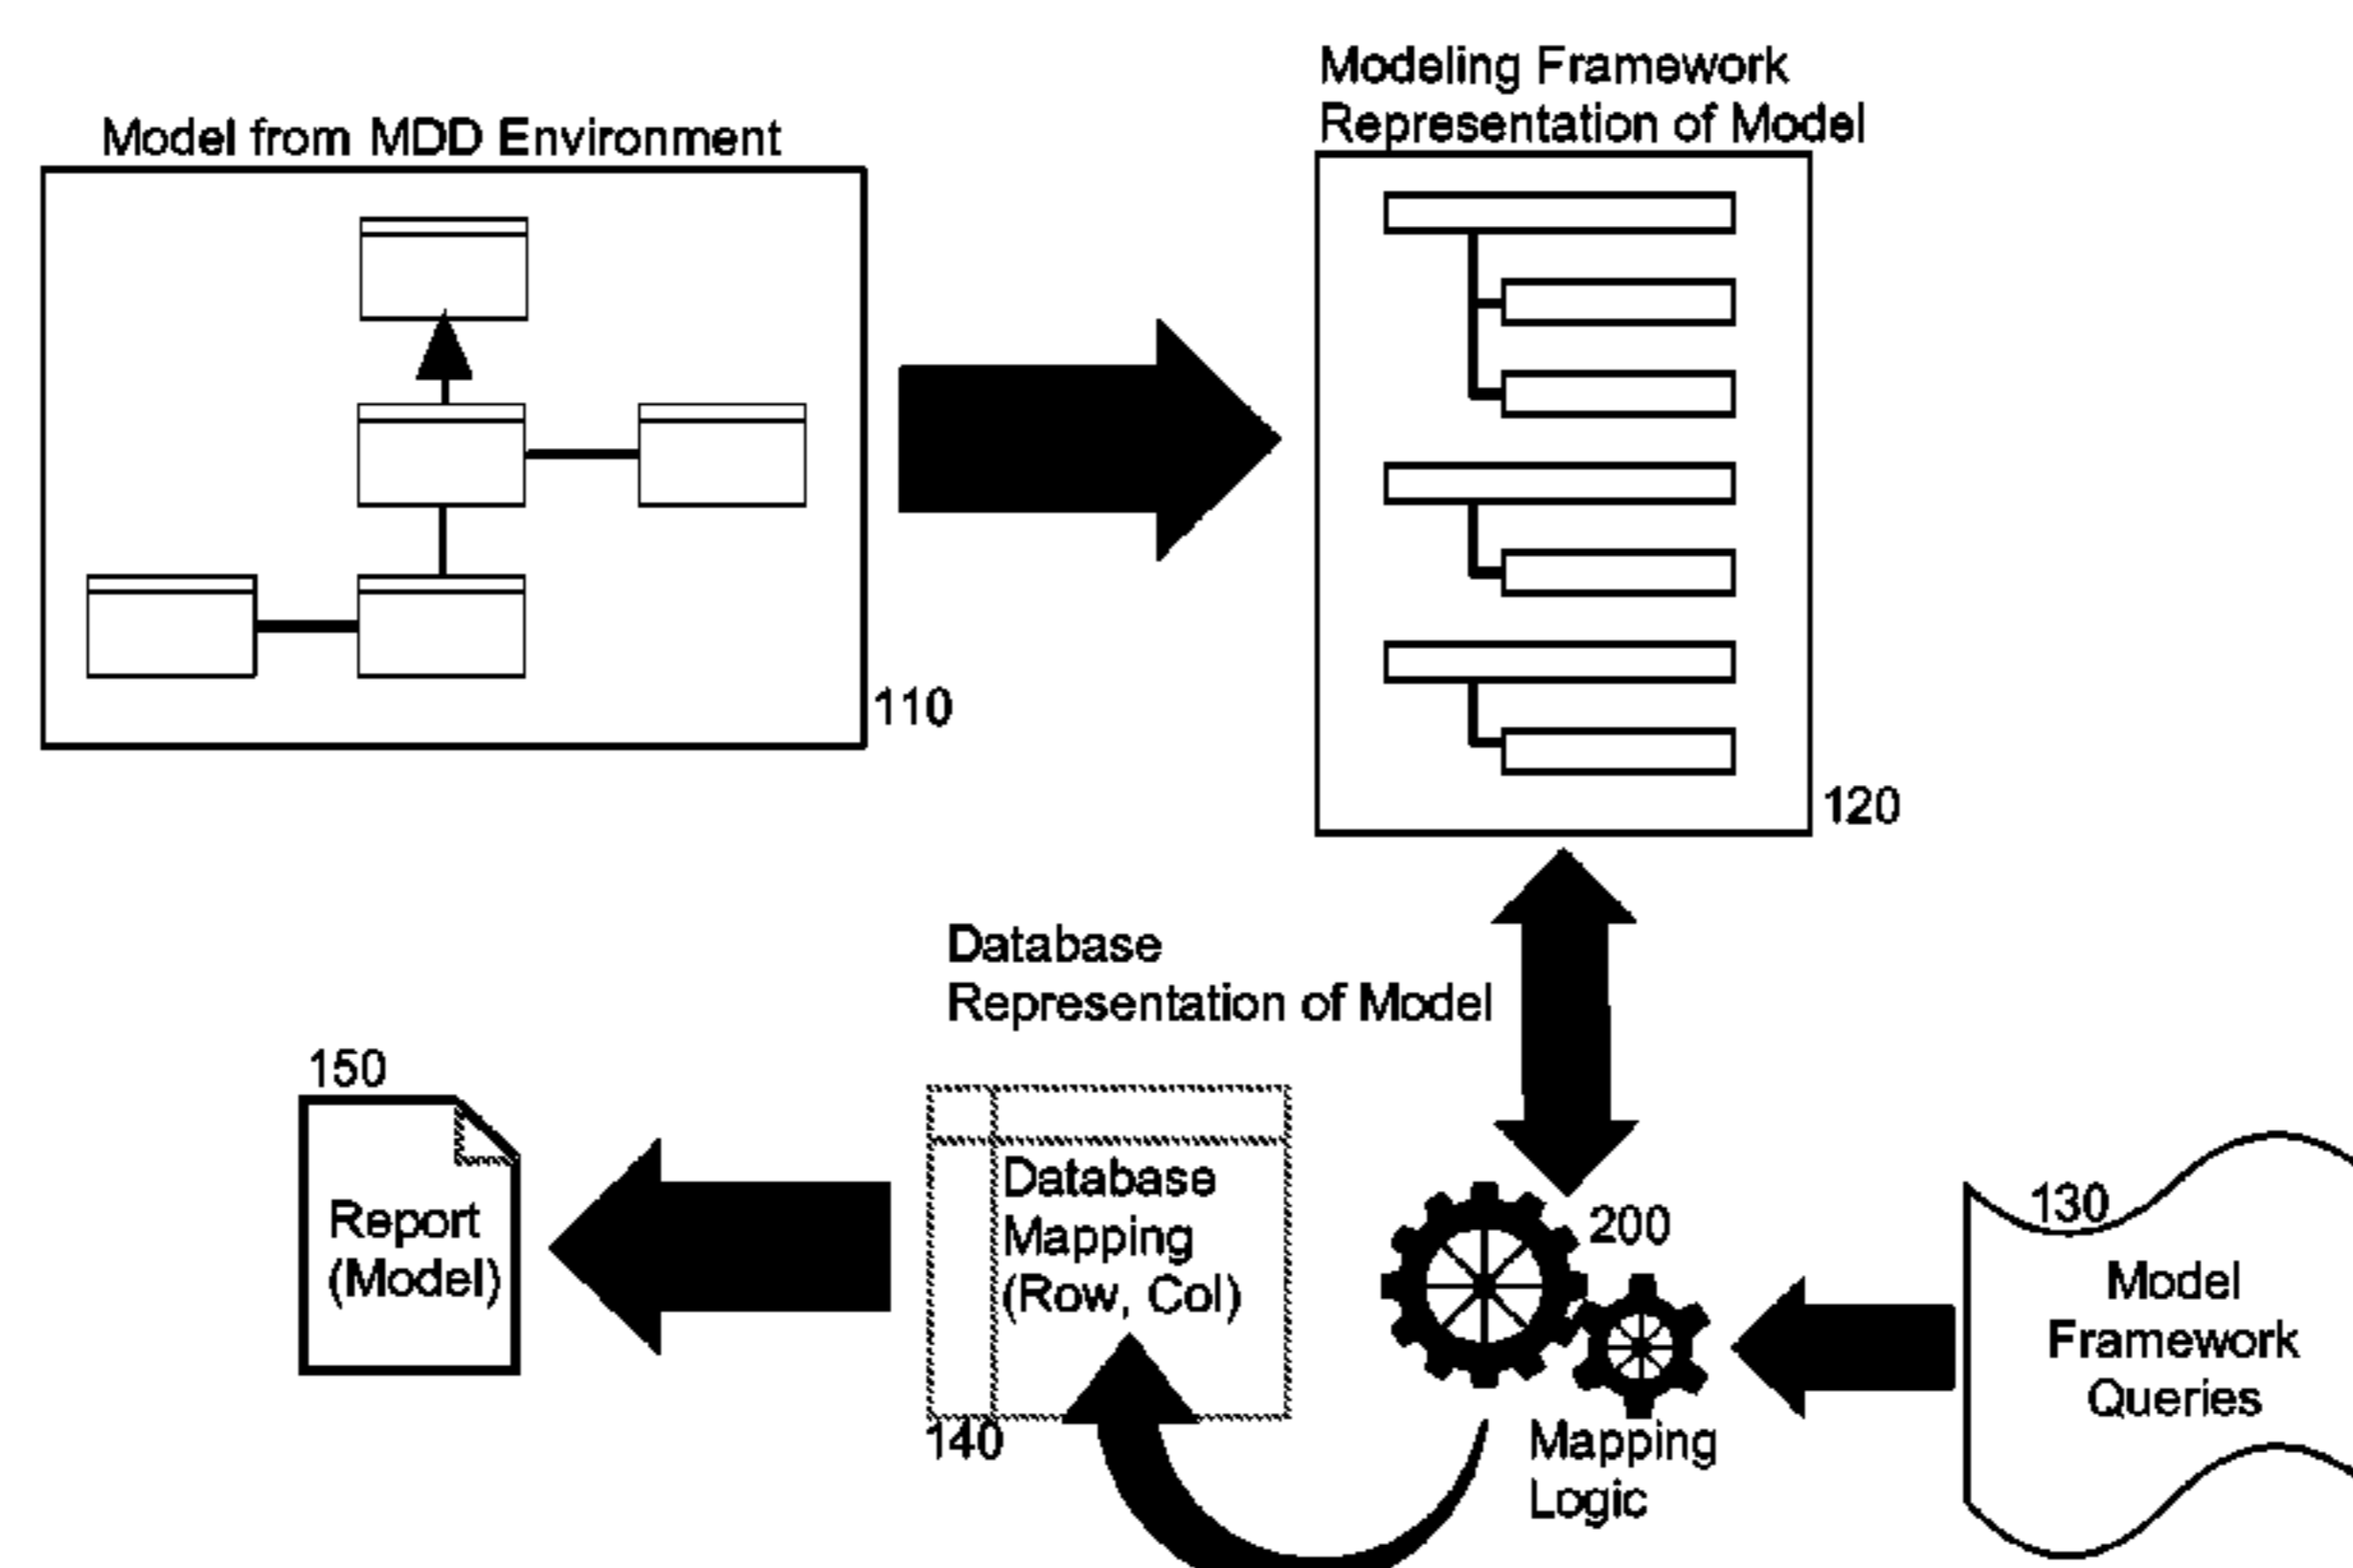 Model from MDD Environment
110
Modeling Framework
Representation of Model
120
Database
Representation of Model
150
Report
(Model)
Database
Mapping
(Row, Col)
140
200
Mapping
Logic
130
Model
Framework
Queries